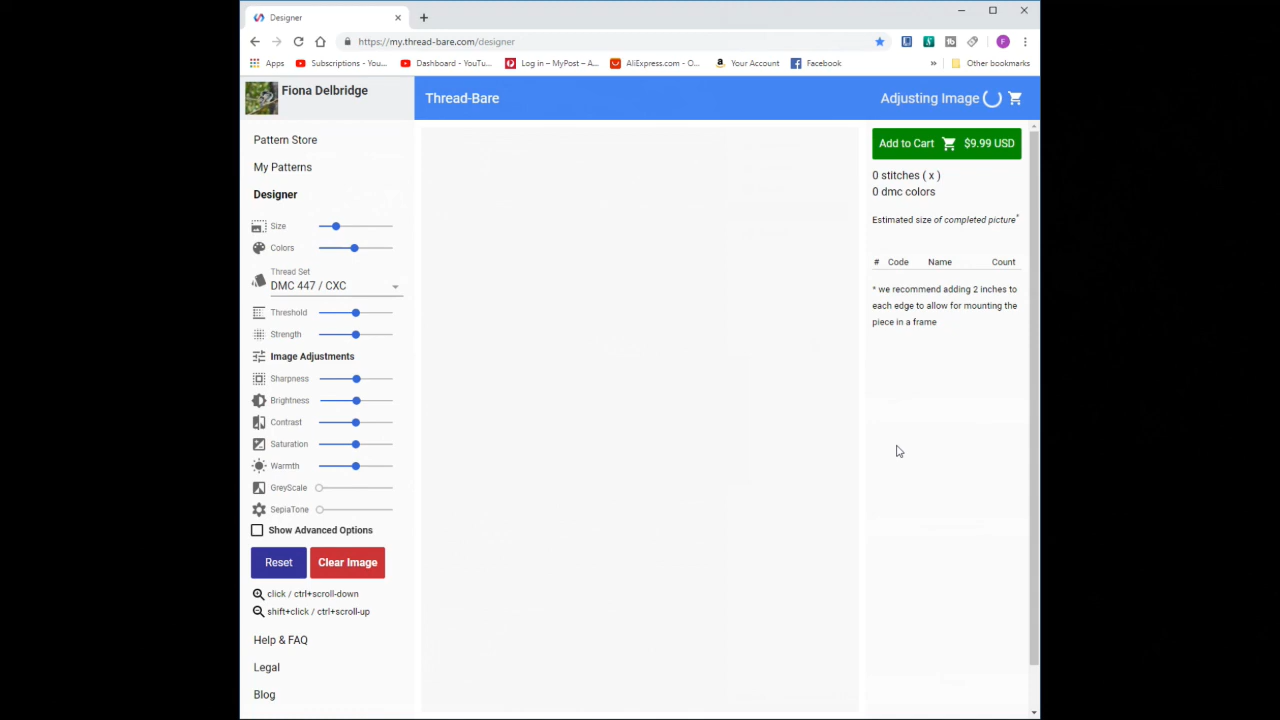 Designer
https://my.thread-bare.com/designer
Apps
Subscriptions - You...
Dashboard - YouTu...
Log in – MyPost – A...
AliExpress.com - O...
Your Account
Facebook
»
Other bookmarks
Fiona Delbridge
Thread-Bare
Adjusting Image
Pattern Store
My Patterns
Designer
Size
Colors
Thread Set
DMC 447 / CXC
Threshold
Strength
Image Adjustments
Sharpness
Brightness
Contrast
Saturation
Warmth
GreyScale
SepiaTone
Show Advanced Options
Reset
Clear Image
click / ctrl+scroll-down
shift+click / ctrl+scroll-up
Help & FAQ
Legal
Blog
Add to Cart $9.99 USD
0 stitches ( x )
0 dmc colors
Estimated size of completed picture*
# Code Name Count
* we recommend adding 2 inches to
each edge to allow for mounting the
piece in a frame